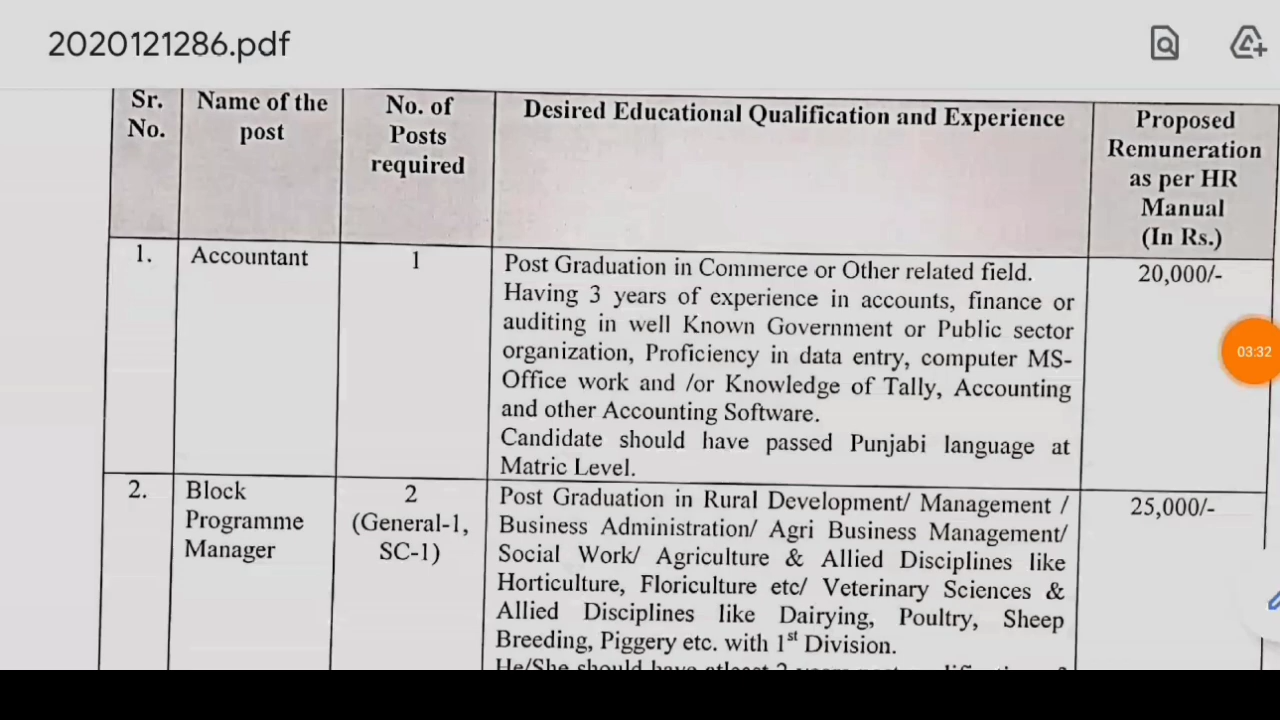 2020121286.pdf
Sr. No.
Name of the post
No. of Posts required
Desired Educational Qualification and Experience
Proposed Remuneration as per HR Manual (In Rs.)
1.
Accountant
1
Post Graduation in Commerce or Other related field.
Having 3 years of experience in accounts, finance or
auditing in well Known Government or Public sector
organization, Proficiency in data entry, computer MS-
Office work and /or Knowledge of Tally, Accounting
and other Accounting Software.
Candidate should have passed Punjabi language at
Matric Level.
20,000/-
03:32
2.
Block
Programme
Manager
2
(General-1,
SC-1)
Post Graduation in Rural Development/ Management /
Business Administration/ Agri Business Management/
Social Work/ Agriculture & Allied Disciplines like
Horticulture, Floriculture etc/ Veterinary Sciences &
Allied Disciplines like Dairying, Poultry, Sheep
Breeding, Piggery etc. with 1st Division.
He/She should have atleast
25,000/-